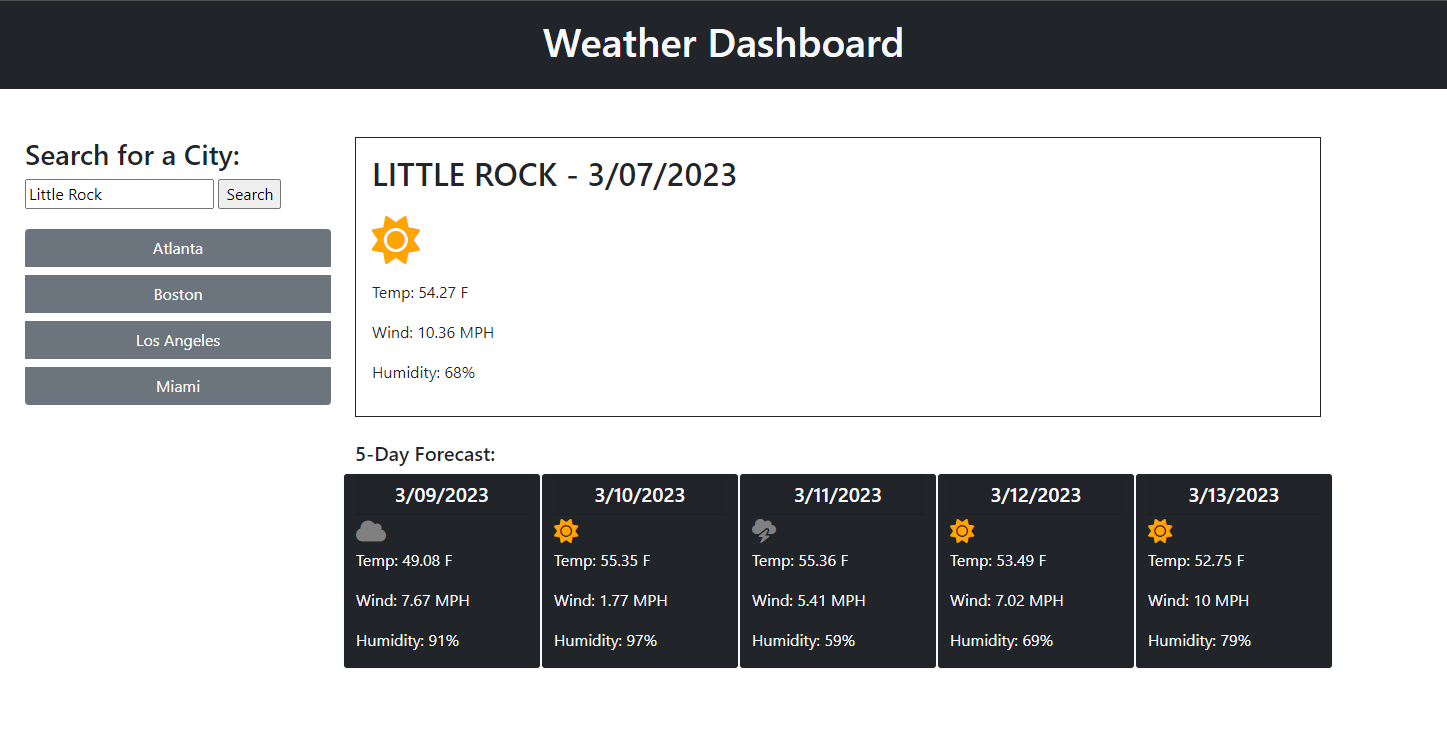 Weather Dashboard
Search for a City:
Little Rock Search
Atlanta
Boston
Los Angeles
Miami
LITTLE ROCK - 3/07/2023
Temp: 54.27 F
Wind: 10.36 MPH
Humidity: 68%
5-Day Forecast:
3/09/2023
Temp: 49.08 F
Wind: 7.67 MPH
Humidity: 91%
3/10/2023
Temp: 55.35 F
Wind: 1.77 MPH
Humidity: 97%
3/11/2023
Temp: 55.36 F
Wind: 5.41 MPH
Humidity: 59%
3/12/2023
Temp: 53.49 F
Wind: 7.02 MPH
Humidity: 69%
3/13/2023
Temp: 52.75 F
Wind: 10 MPH
Humidity: 79%